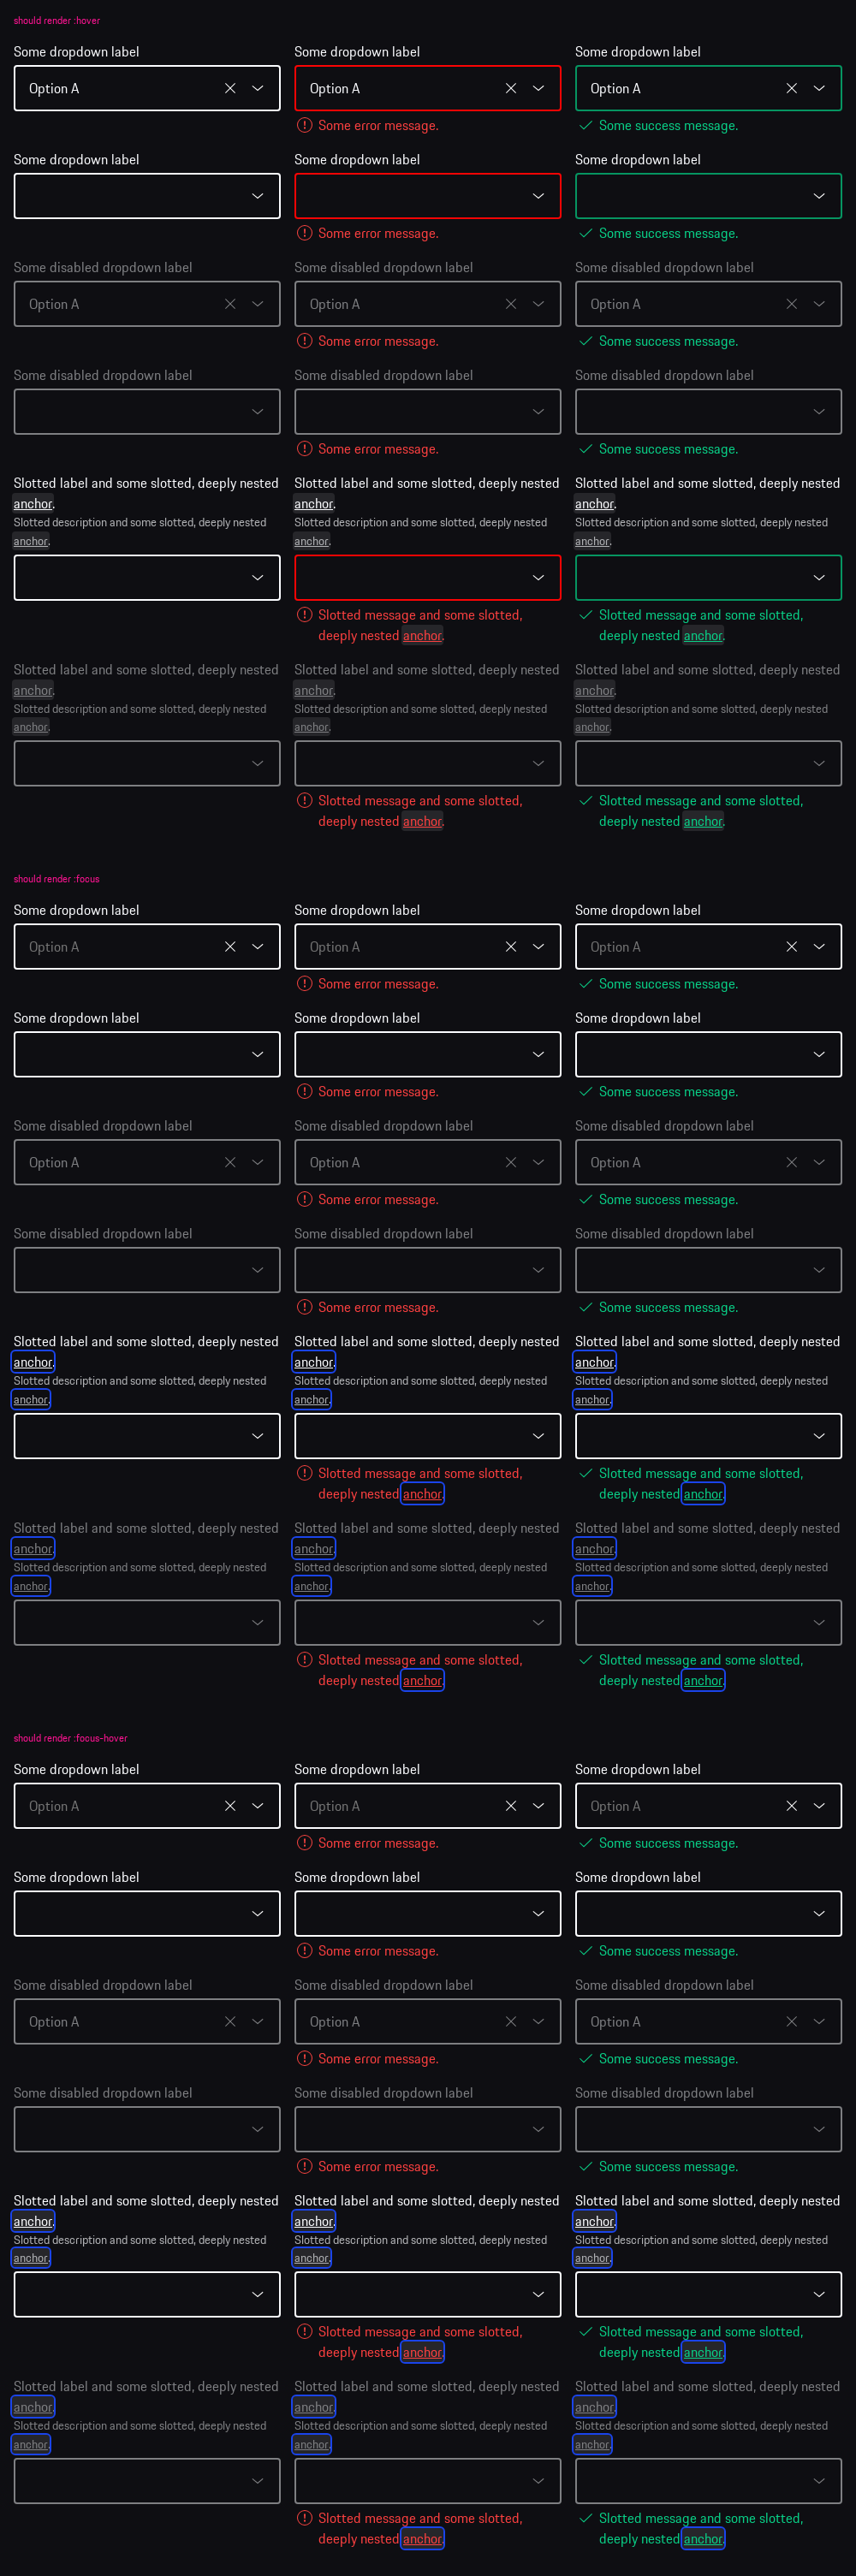 should render :hover
Some dropdown label Some dropdown label Some dropdown label
Option A Option A Option A
Some error message. Some success message.
Some dropdown label Some dropdown label Some dropdown label
Some error message. Some success message.
Some disabled dropdown label Some disabled dropdown label Some disabled dropdown label
Option A Option A Option A
Some error message. Some success message.
Some disabled dropdown label Some disabled dropdown label Some disabled dropdown label
Some error message. Some success message.
Slotted label and some slotted, deeply nested Slotted label and some slotted, deeply nested Slotted label and some slotted, deeply nested
anchor. anchor. anchor.
Slotted description and some slotted, deeply nested Slotted description and some slotted, deeply nested Slotted description and some slotted, deeply nested
anchor. anchor. anchor.
Slotted message and some slotted, Slotted message and some slotted,
deeply nested anchor. deeply nested anchor.
Slotted label and some slotted, deeply nested Slotted label and some slotted, deeply nested Slotted label and some slotted, deeply nested
anchor. anchor. anchor.
Slotted description and some slotted, deeply nested Slotted description and some slotted, deeply nested Slotted description and some slotted, deeply nested
anchor. anchor. anchor.
Slotted message and some slotted, Slotted message and some slotted,
deeply nested anchor. deeply nested anchor.
should render :focus
Some dropdown label Some dropdown label Some dropdown label
Option A Option A Option A
Some error message. Some success message.
Some dropdown label Some dropdown label Some dropdown label
Some error message. Some success message.
Some disabled dropdown label Some disabled dropdown label Some disabled dropdown label
Option A Option A Option A
Some error message. Some success message.
Some disabled dropdown label Some disabled dropdown label Some disabled dropdown label
Some error message. Some success message.
Slotted label and some slotted, deeply nested Slotted label and some slotted, deeply nested Slotted label and some slotted, deeply nested
anchor. anchor. anchor.
Slotted description and some slotted, deeply nested Slotted description and some slotted, deeply nested Slotted description and some slotted, deeply nested
anchor. anchor. anchor.
Slotted message and some slotted, Slotted message and some slotted,
deeply nested anchor. deeply nested anchor.
Slotted label and some slotted, deeply nested Slotted label and some slotted, deeply nested Slotted label and some slotted, deeply nested
anchor. anchor. anchor.
Slotted description and some slotted, deeply nested Slotted description and some slotted, deeply nested Slotted description and some slotted, deeply nested
anchor. anchor. anchor.
Slotted message and some slotted, Slotted message and some slotted,
deeply nested anchor. deeply nested anchor.
should render :focus-hover
Some dropdown label Some dropdown label Some dropdown label
Option A Option A Option A
Some error message. Some success message.
Some dropdown label Some dropdown label Some dropdown label
Some error message. Some success message.
Some disabled dropdown label Some disabled dropdown label Some disabled dropdown label
Option A Option A Option A
Some error message. Some success message.
Some disabled dropdown label Some disabled dropdown label Some disabled dropdown label
Some error message. Some success message.
Slotted label and some slotted, deeply nested Slotted label and some slotted, deeply nested Slotted label and some slotted, deeply nested
anchor. anchor. anchor.
Slotted description and some slotted, deeply nested Slotted description and some slotted, deeply nested Slotted description and some slotted, deeply nested
anchor. anchor. anchor.
Slotted message and some slotted, Slotted message and some slotted,
deeply nested anchor. deeply nested anchor.
Slotted label and some slotted, deeply nested Slotted label and some slotted, deeply nested Slotted label and some slotted, deeply nested
anchor. anchor. anchor.
Slotted description and some slotted, deeply nested Slotted description and some slotted, deeply nested Slotted description and some slotted, deeply nested
anchor. anchor. anchor.
Slotted message and some slotted, Slotted message and some slotted,
deeply nested anchor. deeply nested anchor.